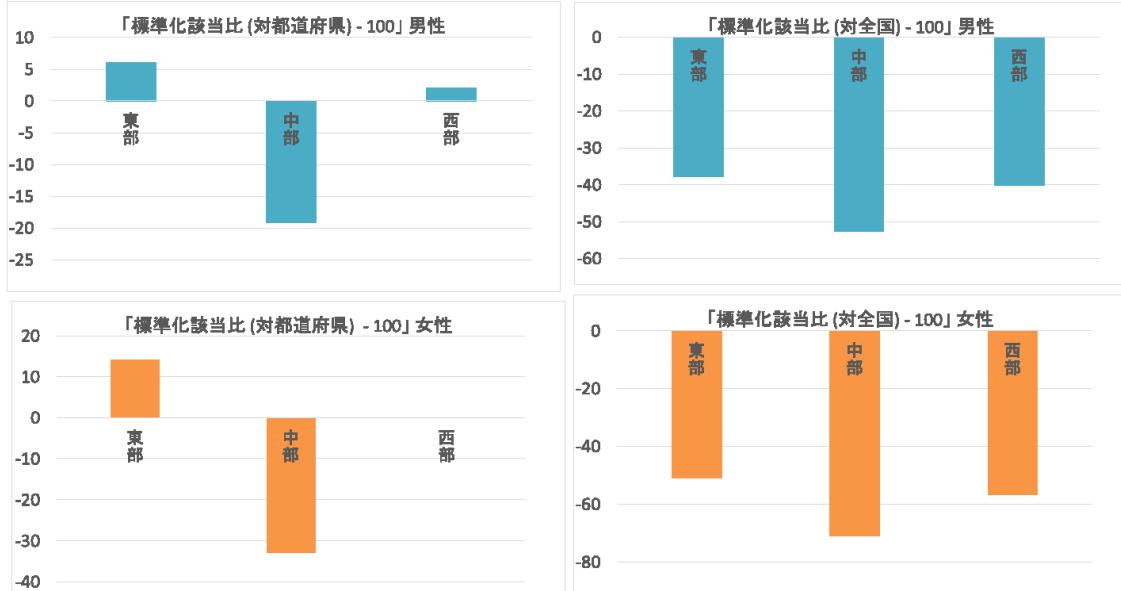 「標準化該当比 (対都道府県) - 100」 男性
10
5
0
-5
-10
-15
-20
-25
東部
中部
西部
「標準化該当比 (対全国) - 100」 男性
0
-10
-20
-30
-40
-50
-60
東部
中部
西部
「標準化該当比 (対都道府県) - 100」 女性
20
10
0
-10
-20
-30
-40
東部
中部
西部
「標準化該当比 (対全国) - 100」 女性
0
-20
-40
-60
-80
東部
中部
西部